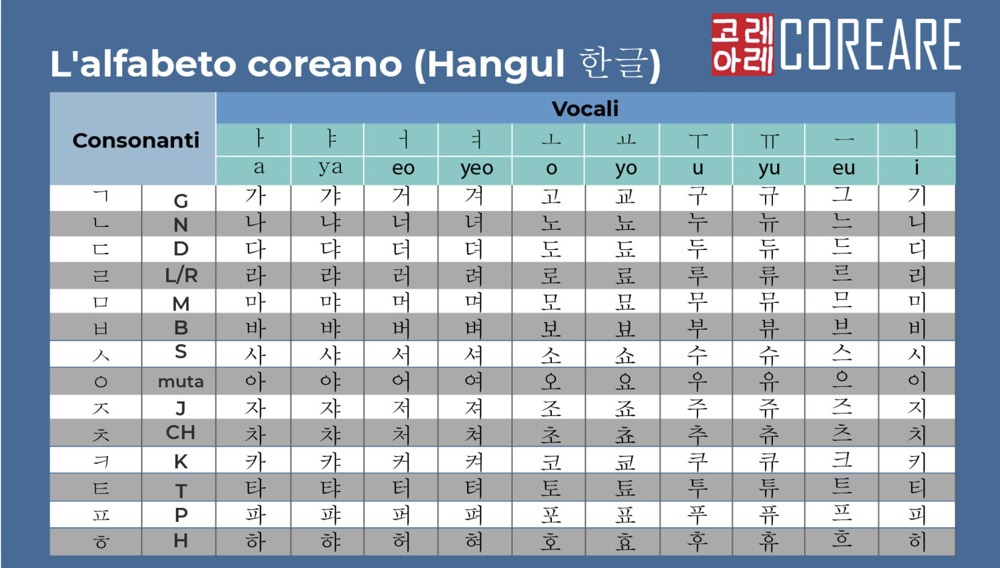 L'alfabeto coreano (Hangul 한글)
코레
아레
COREARE
Consonanti
Vocali
ㅏ ㅑ ㅓ ㅕ ㅗ ㅛ ㅜ ㅠ ㅡ ㅣ
a ya eo yeo o yo u yu eu i
ㄱ G 가 갸 거 겨 고 교 구 규 그 기
ㄴ N 나 냐 너 녀 노 뇨 누 뉴 느 니
ㄷ D 다 댜 더 뎌 도 됴 두 듀 드 디
ㄹ L/R 라 랴 러 려 로 료 루 류 르 리
ㅁ M 마 먀 머 며 모 묘 무 뮤 므 미
ㅂ B 바 뱌 버 벼 보 뵤 부 뷰 브 비
ㅅ S 사 샤 서 셔 소 쇼 수 슈 스 시
ㅇ muta 아 야 어 여 오 요 우 유 으 이
ㅈ J 자 쟈 저 져 조 죠 주 쥬 즈 지
ㅊ CH 차 챠 처 쳐 초 쵸 추 츄 츠 치
ㅋ K 카 캬 커 켜 코 쿄 쿠 큐 크 키
ㅌ T 타 탸 터 텨 토 툐 투 튜 트 티
ㅍ P 파 퍄 퍼 펴 포 표 푸 퓨 프 피
ㅎ H 하 햐 허 혀 호 효 후 휴 흐 히